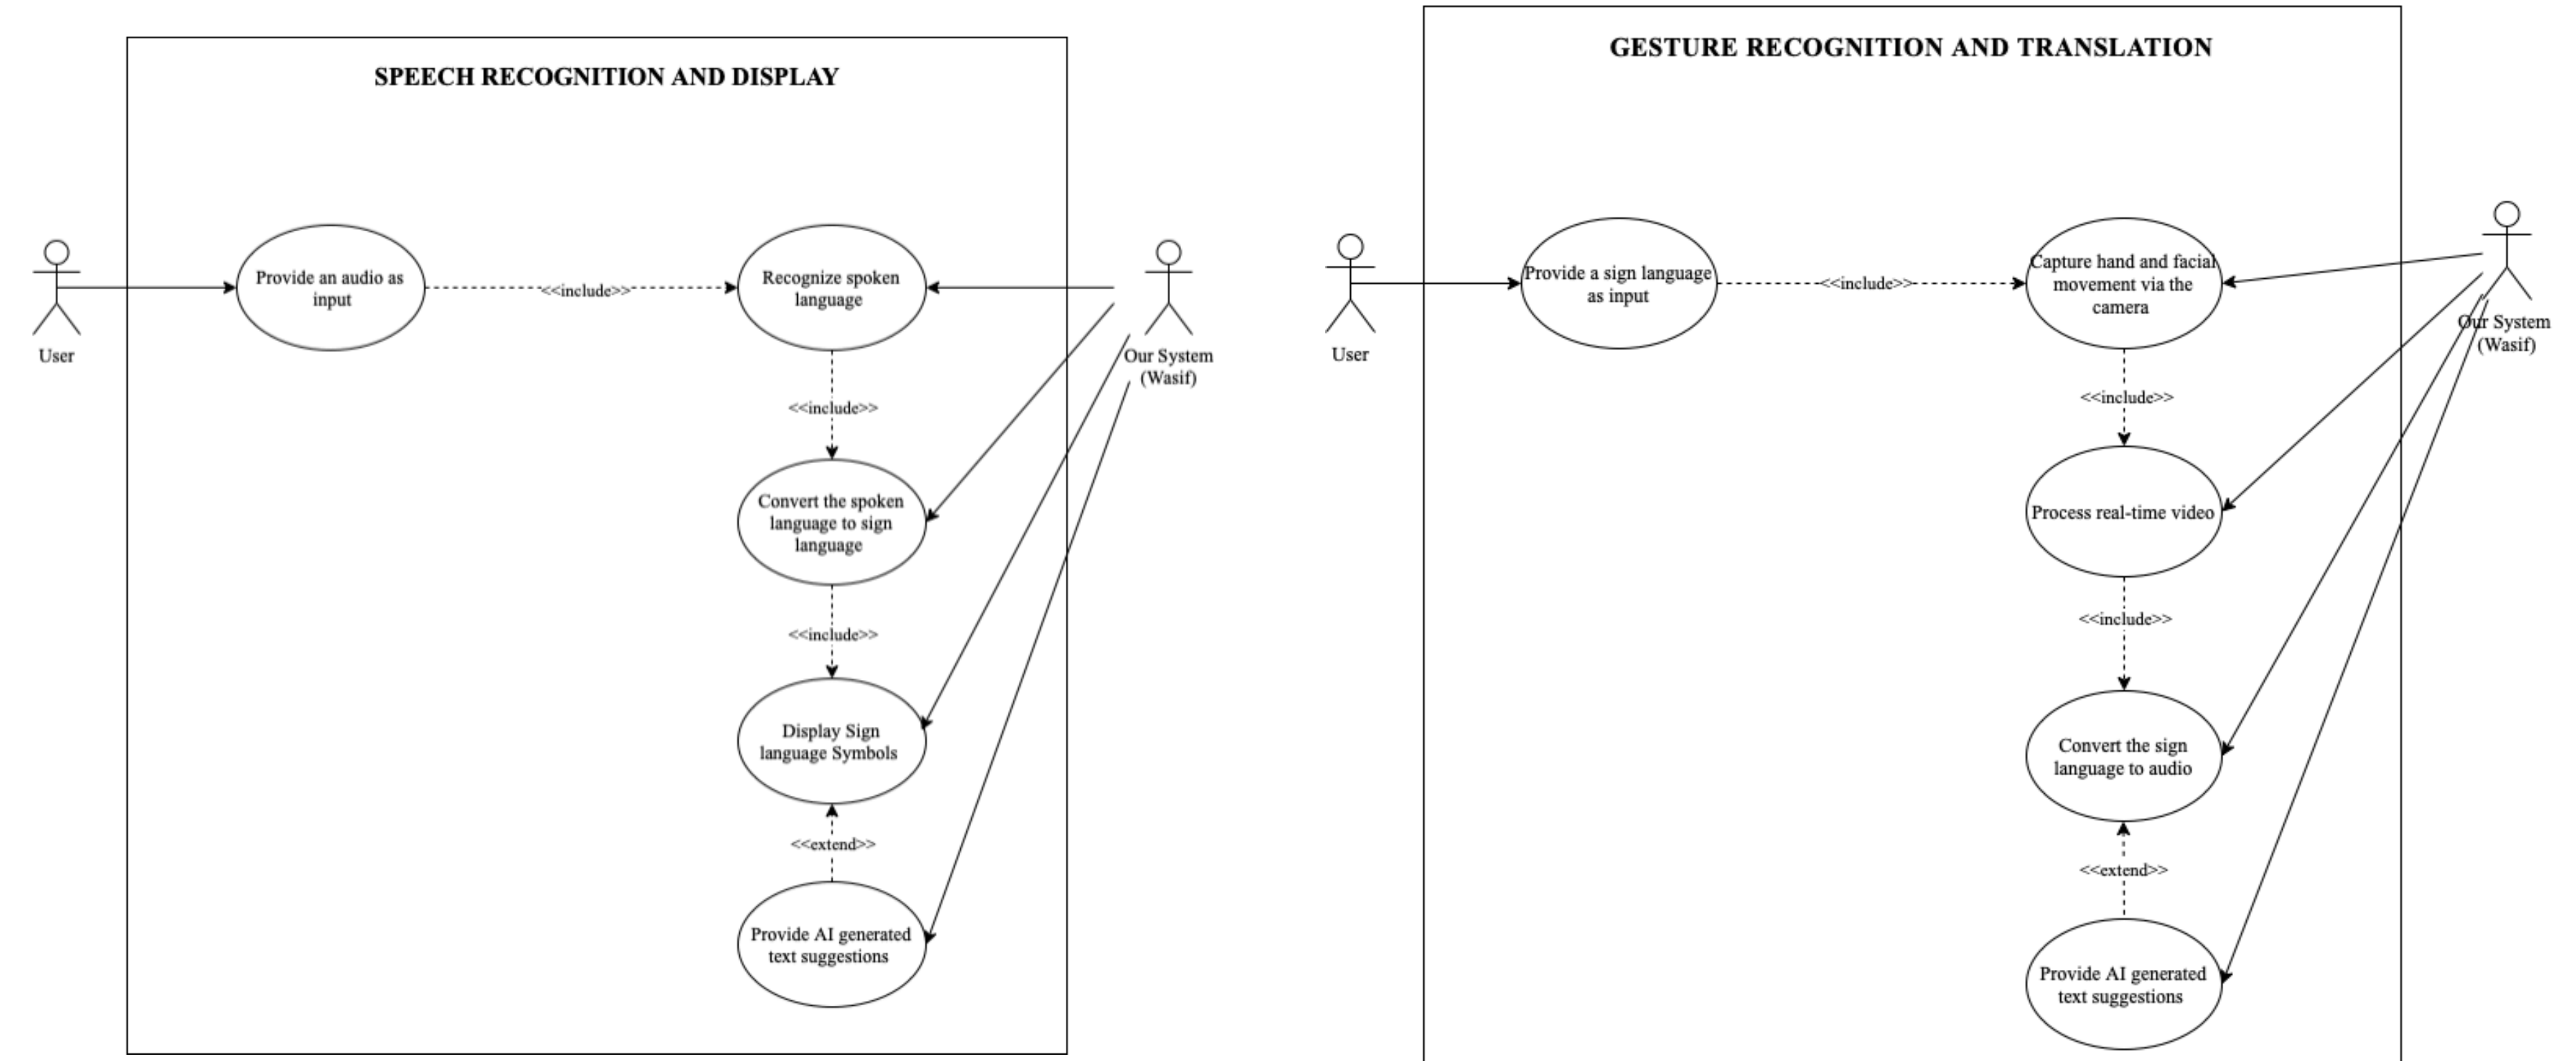 SPEECH RECOGNITION AND DISPLAY
User
Provide an audio as
input
<<include>>
Recognize spoken
language
Our System
(Wasif)
<<include>>
Convert the spoken
language to sign
language
<<include>>
Display Sign
language Symbols
<<extend>>
Provide AI generated
text suggestions
GESTURE RECOGNITION AND TRANSLATION
User
Provide a sign language
as input
<<include>>
Capture hand and facial
movement via the
camera
Our System
(Wasif)
<<include>>
Process real-time video
<<include>>
Convert the sign
language to audio
<<extend>>
Provide AI generated
text suggestions